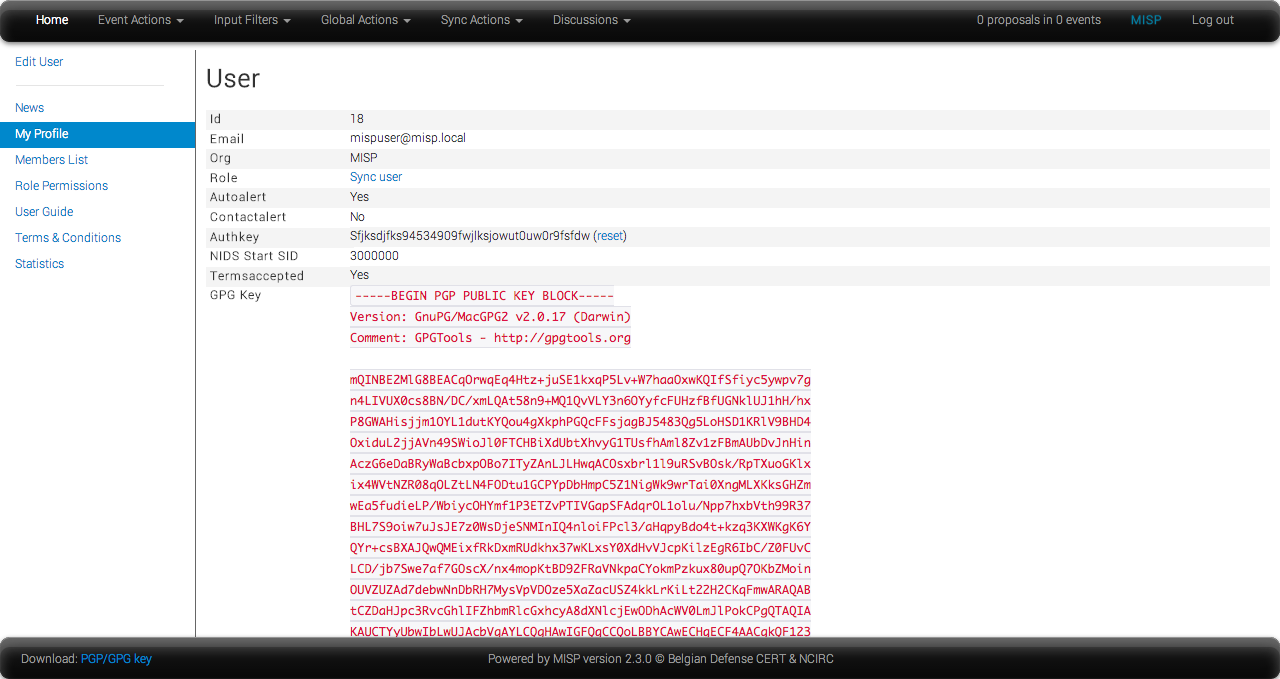 Home Event Actions Input Filters Global Actions Sync Actions Discussions 0 proposals in 0 events MISP Log out
Edit User
News
My Profile
Members List
Role Permissions
User Guide
Terms & Conditions
Statistics
User
Id 18
Email mispuser@misp.local
Org MISP
Role Sync user
Autoalert Yes
Contactalert No
Authkey Sfjksdjfks94534909fwjlksjowut0uw0r9fsfdw (reset)
NIDS Start SID 3000000
Termsaccepted Yes
GPG Key -----BEGIN PGP PUBLIC KEY BLOCK-----
Version: GnuPG/MacGPG2 v2.0.17 (Darwin)
Comment: GPGTools - http://gpgtools.org
mQINBE2MlG8BEACqOrwqEq4Htz+juSE1kxqP5Lv+W7haaOxwKQIfSfiyc5ywpv7g
n4LIVUX0cs8BN/DC/xmLQAt58n9+MQ1QvVLY3n6OYyfcFUHzfBfUGNklUJ1hH/hx
P8GWAHisjjm1OYL1dutKYQou4gXkphPGQcFFsjagBJ5483Qg5LoHSD1KRlV9BHD4
OxiduL2jjAVn49SWioJl0FTCHBiXdUbtXhvyG1TUsfhAml8Zv1zFBmAUbDvJnHin
AczG6eDaBRyWaBcbxpOBo7ITyZAnLJLHwqACOsxbrl1l9uRSvBOsk/RpTXuoGKlx
ix4WVtNZR08qOLZtLN4FODtu1GCPYpDbHmpC5Z1NigWk9wrTai0XngMLXKksGHZm
wEa5fudieLP/WbiycOHYmf1P3ETZvPTIVGapSFAdqrOL1olu/Npp7hxbVth99R37
BHL7S9oiw7uJsJE7z0WsDjeSNMInIQ4nloiFPcl3/aHqpyBdo4t+kzq3KXWKgK6Y
QYr+csBXAJQwQMEixfRkDxmRUdkhx37wKLxsY0XdHvVJcpKilzEgR6IbC/Z0FUvC
LCD/jb7Swe7af7GOscX/nx4mopKtBD92FRaVNkpaCYokmPzkux80upQ7OKbZMoin
OUVZUZAd7debwNnDbRH7MysVpVDOze5XaZacUSZ4kkLrKiLt22H2CKqFmwARAQAB
tCZDaHJpc3RvcGhlIFZhbmRlcGxhcyA8dXNlcjEwODhAcWV0LmJlPokCPgQTAQIA
KAUCTYyUbwIbLwUJAcbVgAYLCQgHAwIGFQgCCQoLBBYCAwECHgECF4AACgkQF123
Download: PGP/GPG key Powered by MISP version 2.3.0 © Belgian Defense CERT & NCIRC